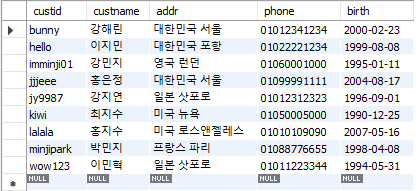 custid custname addr phone birth
bunny 강해린 대한민국 서울 01012341234 2000-02-23
hello 이지민 대한민국 포항 01022221234 1999-08-08
imminji01 강민지 영국 런던 01060001000 1995-01-11
jjjeee 홍은정 대한민국 서울 01099991111 2004-08-17
jy9987 강지연 일본 삿포로 01012312323 1996-09-01
kiwi 최지수 미국 뉴욕 01050005000 1990-12-25
lalala 홍지수 미국 로스앤젤레스 01010109090 2007-05-16
minjipark 박민지 프랑스 파리 01088776655 1998-04-08
wow123 이민혁 일본 삿포로 01011223344 1994-05-31
NULL NULL NULL NULL NULL